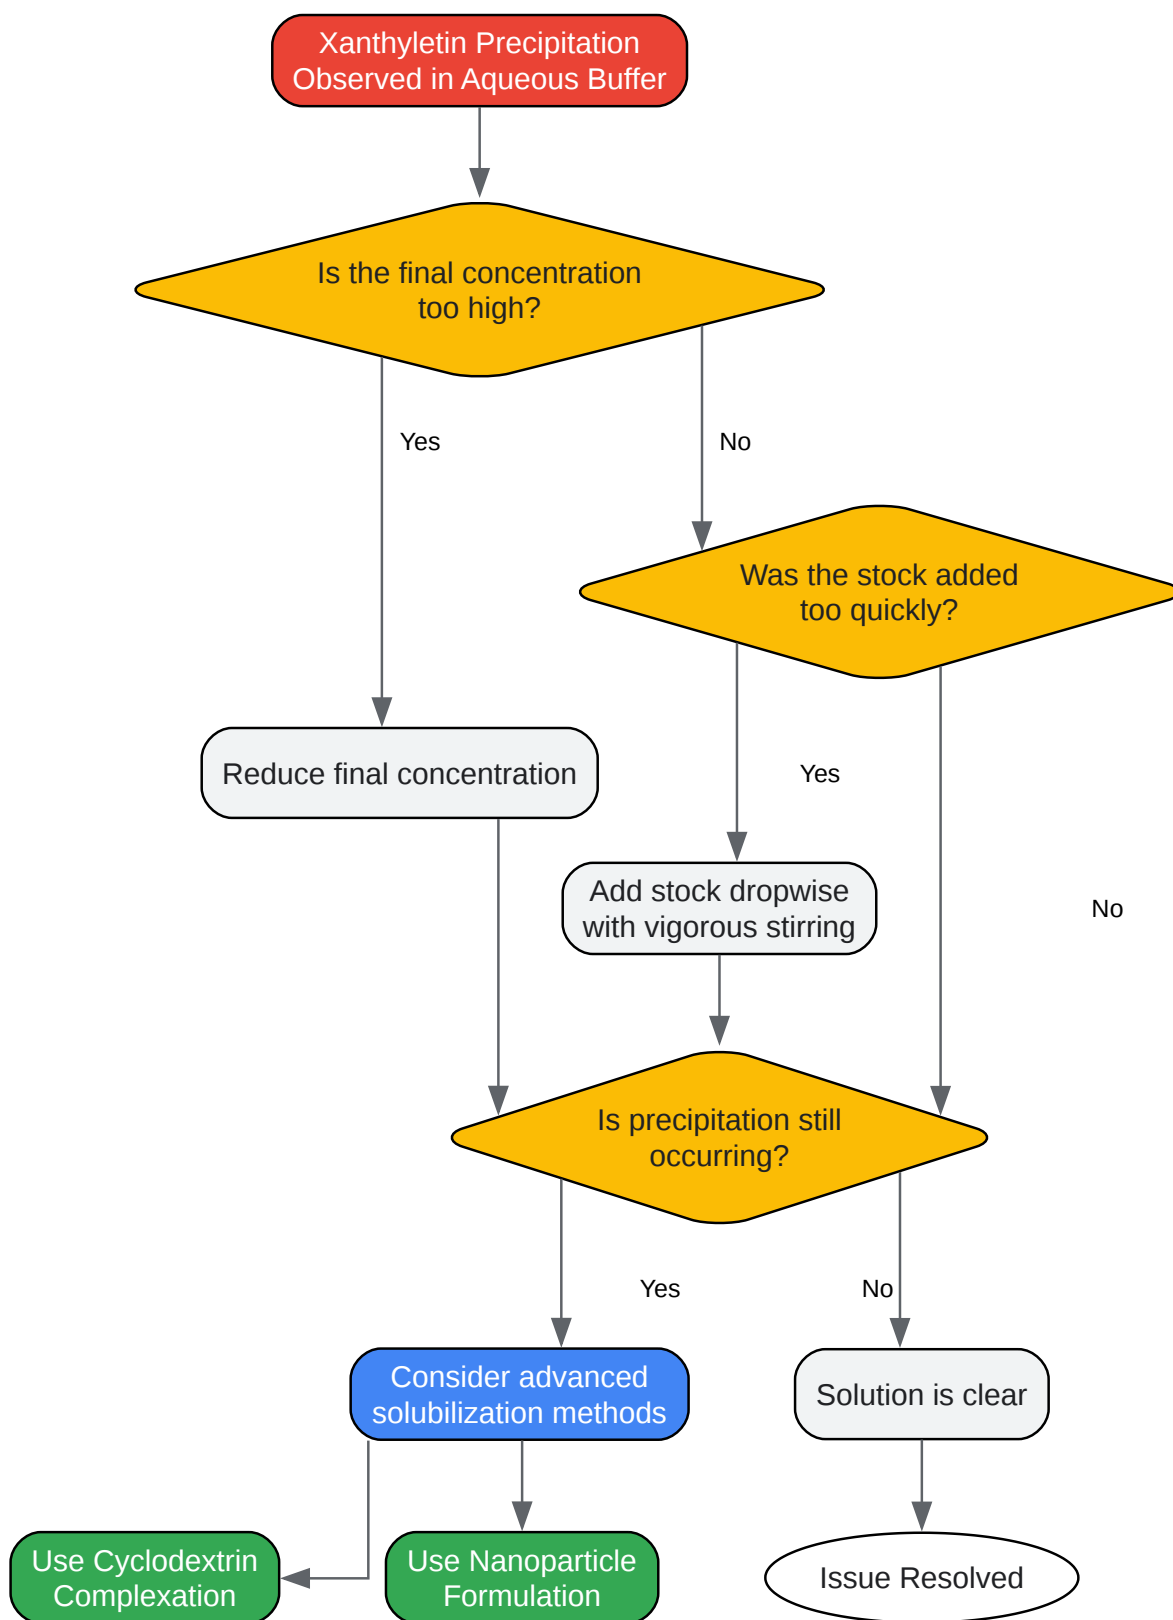 Xanthyletin Precipitation
Observed in Aqueous Buffer
Is the final concentration
too high?
Yes
No
Was the stock added
too quickly?
Reduce final concentration
Yes
Add stock dropwise
with vigorous stirring
No
Is precipitation still
occurring?
Yes
No
Consider advanced
solubilization methods
Solution is clear
Use Cyclodextrin
Complexation
Use Nanoparticle
Formulation
Issue Resolved